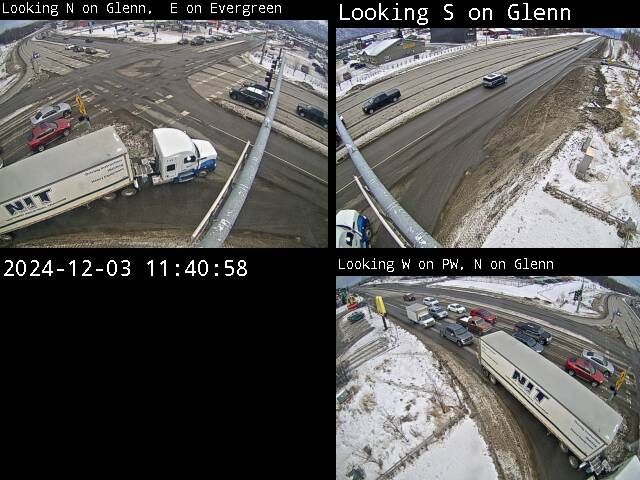 Looking N on Glenn, E on Evergreen
Looking S on Glenn
NIT
2024-12-03 11:40:58
Looking W on PW, N on Glenn
NIT